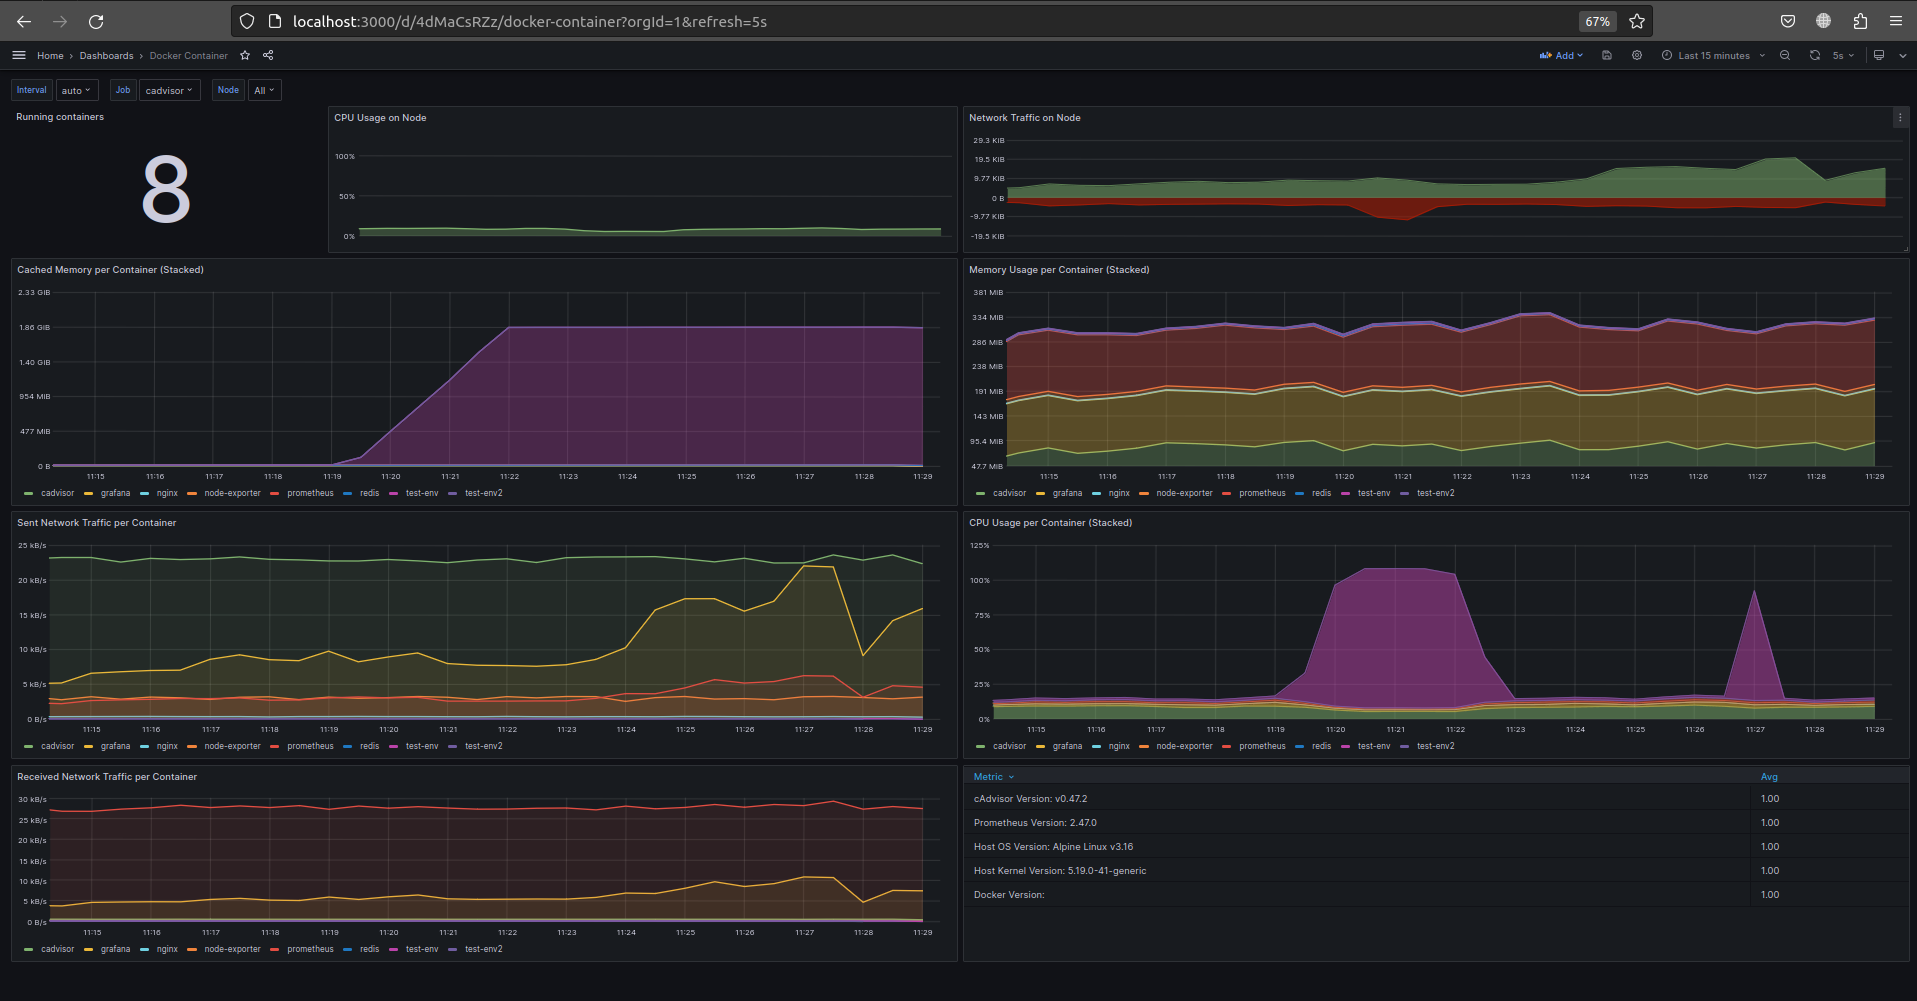 localhost:3000/d/4dMaCsRZz/docker-container?orgId=1&refresh=5s 67%
Home › Dashboards › Docker Container Add Last 15 minutes 5s
Interval auto Job cadvisor Node All
Running containers
8
CPU Usage on Node
100%
50%
0%
Network Traffic on Node
29.3 KiB
19.5 KiB
9.77 KiB
0 B
-9.77 KiB
-19.5 KiB
Cached Memory per Container (Stacked)
2.33 GiB
1.86 GiB
1.40 GiB
954 MiB
477 MiB
0 B
11:15 11:16 11:17 11:18 11:19 11:20 11:21 11:22 11:23 11:24 11:25 11:26 11:27 11:28 11:29
cadvisor grafana nginx node-exporter prometheus redis test-env test-env2
Memory Usage per Container (Stacked)
381 MiB
334 MiB
286 MiB
238 MiB
191 MiB
143 MiB
95.4 MiB
47.7 MiB
11:15 11:16 11:17 11:18 11:19 11:20 11:21 11:22 11:23 11:24 11:25 11:26 11:27 11:28 11:29
cadvisor grafana nginx node-exporter prometheus redis test-env test-env2
Sent Network Traffic per Container
25 kB/s
20 kB/s
15 kB/s
10 kB/s
5 kB/s
0 B/s
11:15 11:16 11:17 11:18 11:19 11:20 11:21 11:22 11:23 11:24 11:25 11:26 11:27 11:28 11:29
cadvisor grafana nginx node-exporter prometheus redis test-env test-env2
CPU Usage per Container (Stacked)
125%
100%
75%
50%
25%
0%
11:15 11:16 11:17 11:18 11:19 11:20 11:21 11:22 11:23 11:24 11:25 11:26 11:27 11:28 11:29
cadvisor grafana nginx node-exporter prometheus redis test-env test-env2
Received Network Traffic per Container
30 kB/s
25 kB/s
20 kB/s
15 kB/s
10 kB/s
5 kB/s
0 B/s
11:15 11:16 11:17 11:18 11:19 11:20 11:21 11:22 11:23 11:24 11:25 11:26 11:27 11:28 11:29
cadvisor grafana nginx node-exporter prometheus redis test-env test-env2
Metric Avg
cAdvisor Version: v0.47.2 1.00
Prometheus Version: 2.47.0 1.00
Host OS Version: Alpine Linux v3.16 1.00
Host Kernel Version: 5.19.0-41-generic 1.00
Docker Version: 1.00